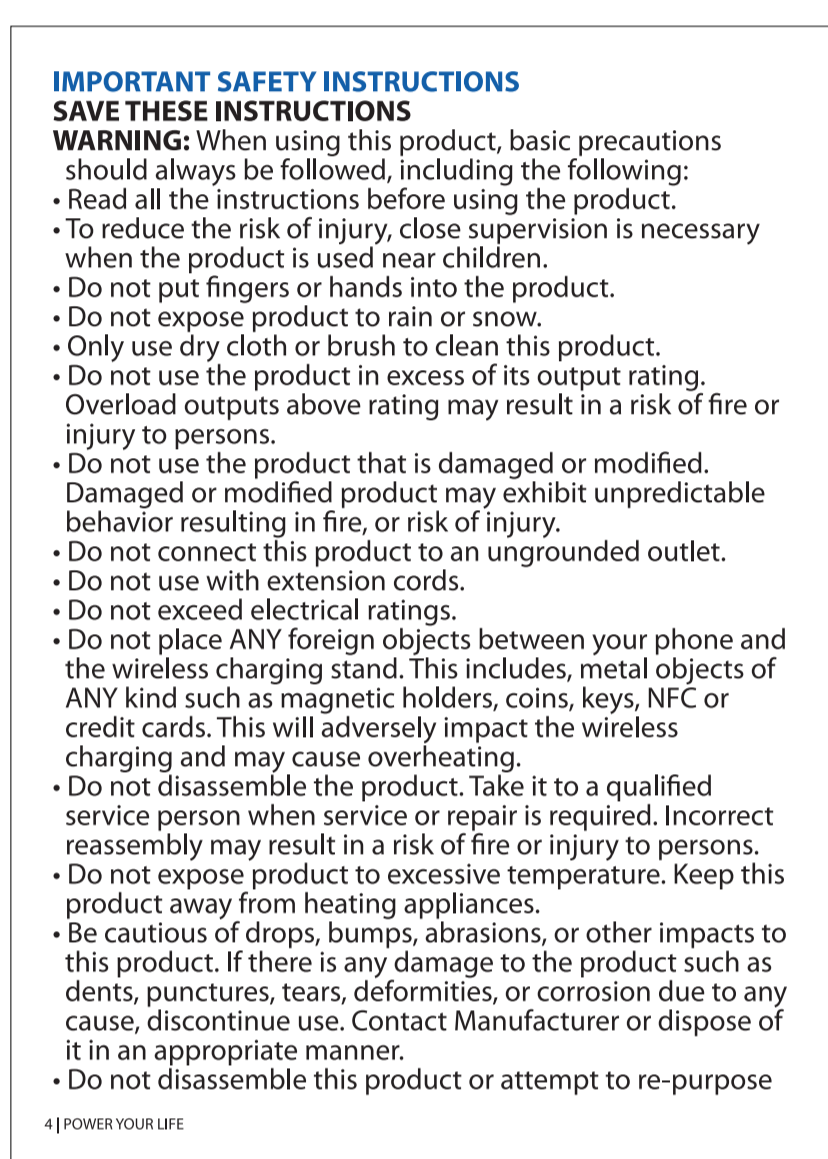 IMPORTANT SAFETY INSTRUCTIONS
SAVE THESE INSTRUCTIONS
WARNING: When using this product, basic precautions
should always be followed, including the following:
• Read all the instructions before using the product.
• To reduce the risk of injury, close supervision is necessary
when the product is used near children.
• Do not put fingers or hands into the product.
• Do not expose product to rain or snow.
• Only use dry cloth or brush to clean this product.
• Do not use the product in excess of its output rating.
Overload outputs above rating may result in a risk of fire or
injury to persons.
• Do not use the product that is damaged or modified.
Damaged or modified product may exhibit unpredictable
behavior resulting in fire, or risk of injury.
• Do not connect this product to an ungrounded outlet.
• Do not use with extension cords.
• Do not exceed electrical ratings.
• Do not place ANY foreign objects between your phone and
the wireless charging stand. This includes, metal objects of
ANY kind such as magnetic holders, coins, keys, NFC or
credit cards. This will adversely impact the wireless
charging and may cause overheating.
• Do not disassemble the product. Take it to a qualified
service person when service or repair is required. Incorrect
reassembly may result in a risk of fire or injury to persons.
• Do not expose product to excessive temperature. Keep this
product away from heating appliances.
• Be cautious of drops, bumps, abrasions, or other impacts to
this product. If there is any damage to the product such as
dents, punctures, tears, deformities, or corrosion due to any
cause, discontinue use. Contact Manufacturer or dispose of
it in an appropriate manner.
• Do not disassemble this product or attempt to re-purpose
4 | POWER YOUR LIFE